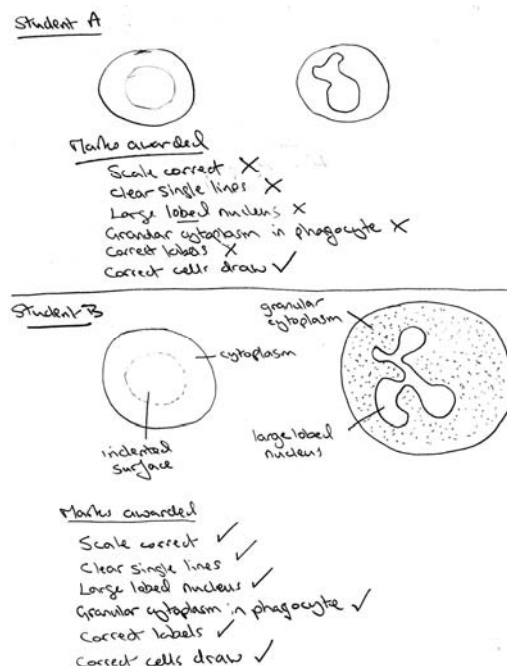 Student A
Marks awarded
Scale correct ✗
Clear single lines ✗
Large lobed nucleus ✗
Granular cytoplasm in phagocyte ✗
Correct labels ✗
Correct cells draw ✓
Student B
granular
cytoplasm
cytoplasm
indented
surface
large lobed
nucleus
Marks awarded
Scale correct ✓
Clear single lines ✓
Large lobed nucleus ✓
Granular cytoplasm in phagocyte ✓
Correct labels ✓
Correct cells draw ✓